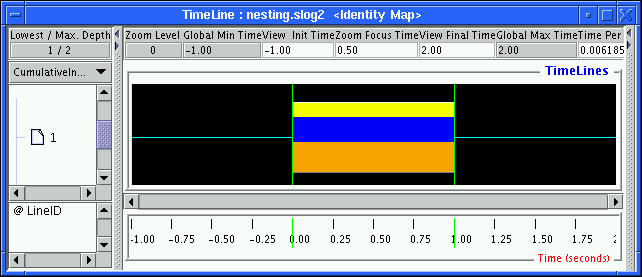 TimeLine : nesting.slog2 <Identity Map>
Lowest / Max. Depth
Zoom Level Global Min Time View Init Time Zoom Focus Time View Final Time Global Max Time Time Per
1 / 2 0 -1.00 -1.00 0.50 2.00 2.00 0.006185
CumulativeIn...
TimeLines
1
@ LineID
-1.00 -0.75 -0.50 -0.25 0.00 0.25 0.50 0.75 1.00 1.25 1.50 1.75
Time (seconds)